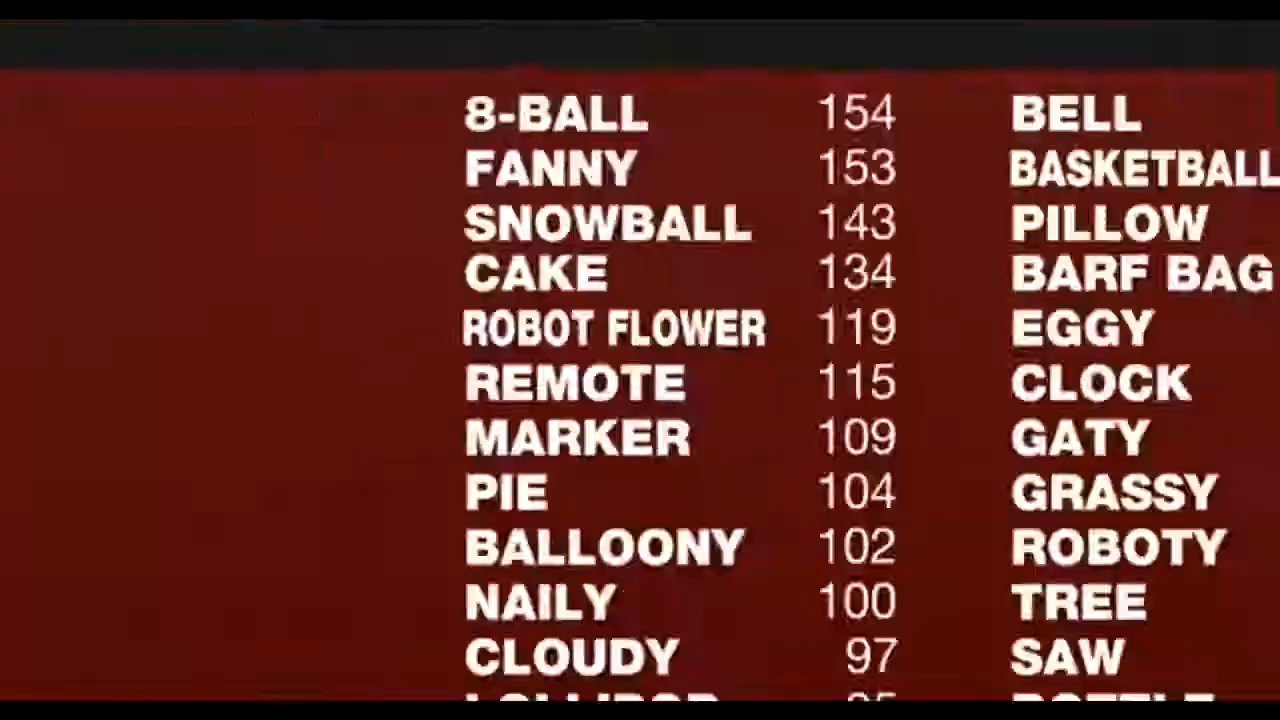 8-BALL 154 BELL
FANNY 153 BASKETBALL
SNOWBALL 143 PILLOW
CAKE 134 BARF BAG
ROBOT FLOWER 119 EGGY
REMOTE 115 CLOCK
MARKER 109 GATY
PIE 104 GRASSY
BALLOONY 102 ROBOTY
NAILY 100 TREE
CLOUDY 97 SAW